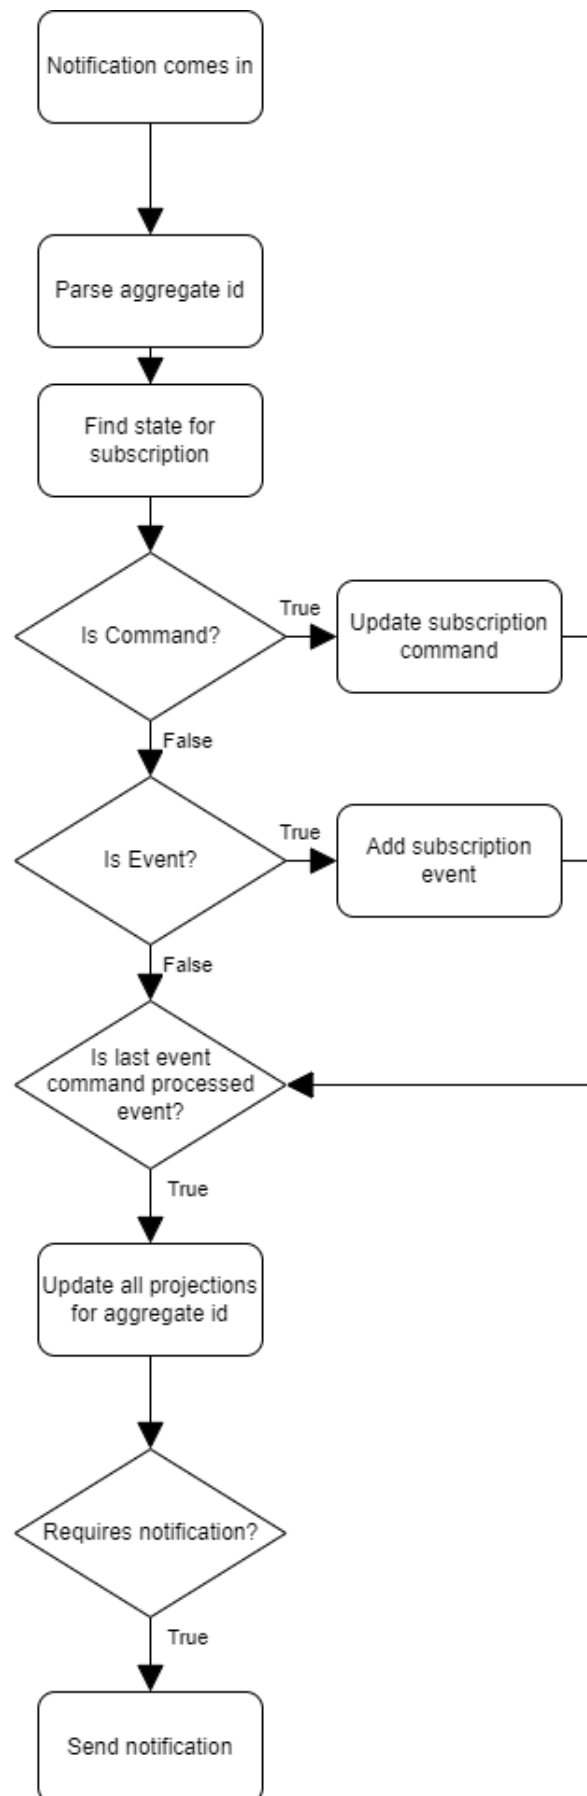 Notification comes in
Parse aggregate id
Find state for
subscription
Is Command?
True
Update subscription
command
False
Is Event?
True
Add subscription
event
False
Is last event
command processed
event?
True
Update all projections
for aggregate id
Requires notification?
True
Send notification